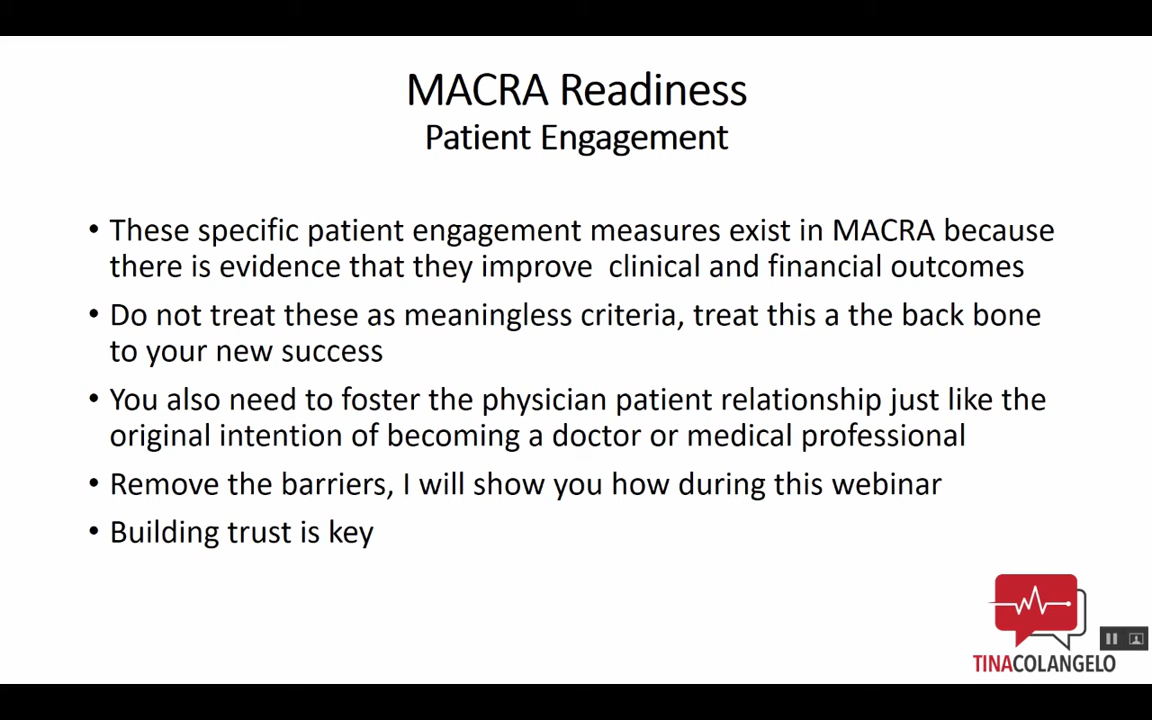 MACRA Readiness
Patient Engagement
• These specific patient engagement measures exist in MACRA because
there is evidence that they improve  clinical and financial outcomes
• Do not treat these as meaningless criteria, treat this a the back bone
to your new success
• You also need to foster the physician patient relationship just like the
original intention of becoming a doctor or medical professional
• Remove the barriers, I will show you how during this webinar
• Building trust is key
TINACOLANGELO